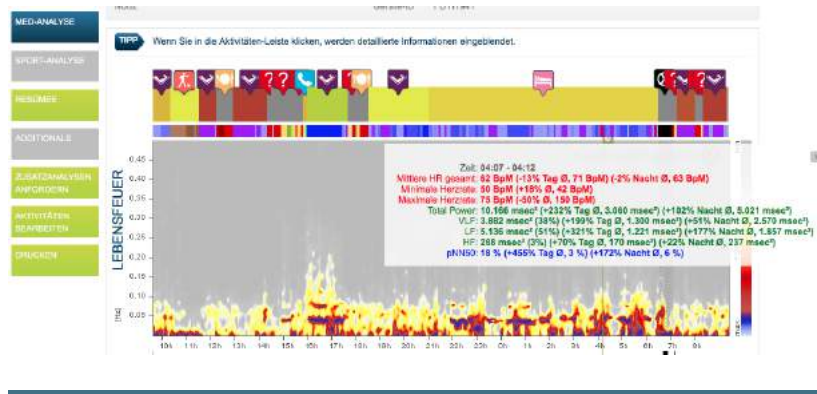 MED-ANALYSE
TIPP Wenn Sie in die Aktivitäten-Leiste klicken, werden detaillierte Informationen eingeblendet.
SPORT-ANALYSE
RESÜMEE
ADDITIONALS
ZUSATZANALYSEN
ANFORDERN
AKTIVITÄTEN
BEARBEITEN
DRUCKEN
LEBENSFEUER
[Hz]
0.45
0.40
0.35
0.30
0.25
0.20
0.15
0.10
0.05
Zeit: 04:07 - 04:12
Mittlere HR gesamt: 62 BpM (-13% Tag Ø, 71 BpM) (-2% Nacht Ø, 63 BpM)
Minimale Herzrate: 50 BpM (+18% Ø, 42 BpM)
Maximale Herzrate: 75 BpM (-50% Ø, 150 BpM)
Total Power: 10.166 msec² (+232% Tag Ø, 3.060 msec²) (+102% Nacht Ø, 5.021 msec²)
VLF: 3.882 msec² (38%) (+199% Tag Ø, 1.300 msec²) (+51% Nacht Ø, 2.570 msec²)
LF: 5.136 msec² (51%) (+321% Tag Ø, 1.221 msec²) (+177% Nacht Ø, 1.857 msec²)
HF: 288 msec² (3%) (+70% Tag Ø, 170 msec²) (+22% Nacht Ø, 237 msec²)
pNN50: 18 % (+455% Tag Ø, 3 %) (+172% Nacht Ø, 6 %)
10h 11h 12h 13h 14h 15h 16h 17h 18h 19h 20h 21h 22h 23h 0h 1h 2h 3h 4h 5h 6h 7h 8h